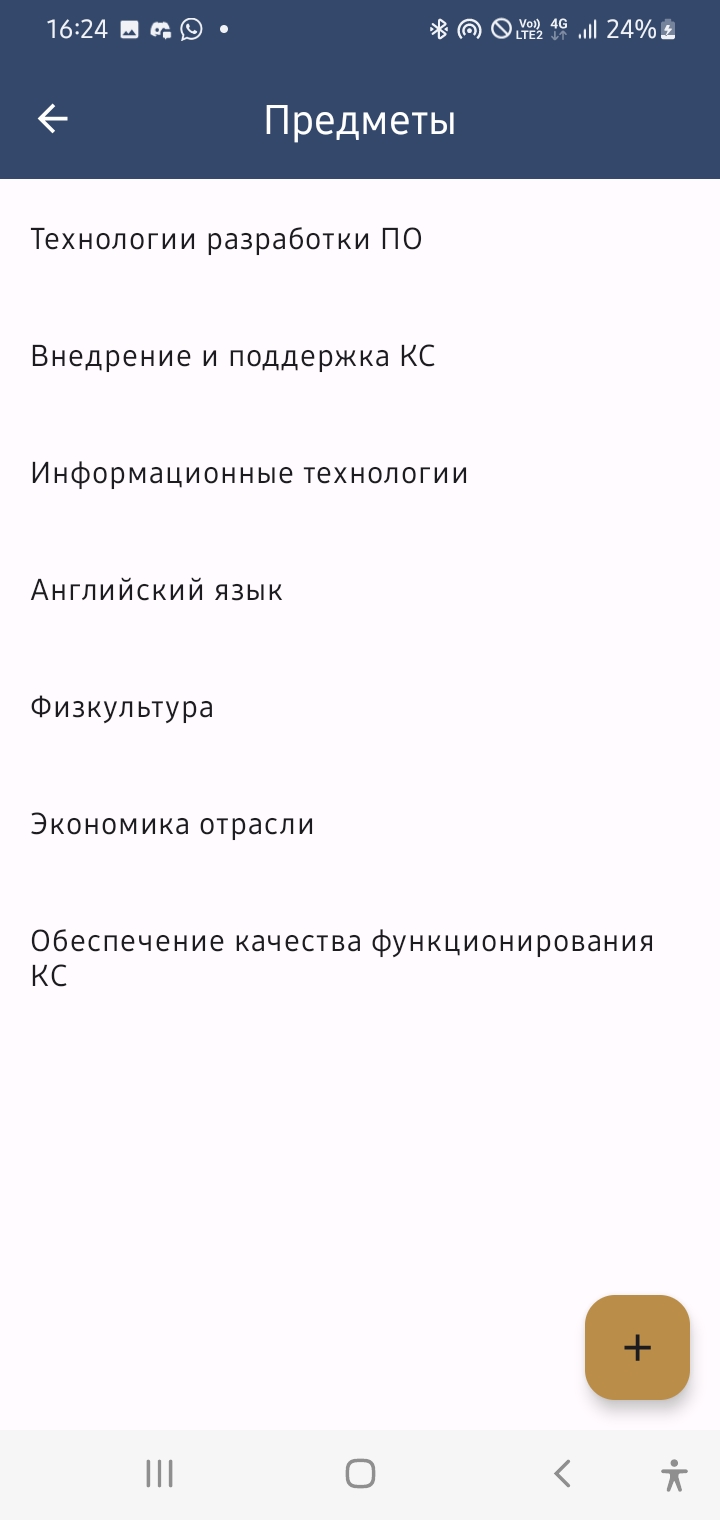 16:24 Vo)) LTE2 4G 24%
Предметы
Технологии разработки ПО
Внедрение и поддержка КС
Информационные технологии
Английский язык
Физкультура
Экономика отрасли
Обеспечение качества функционирования
КС
+